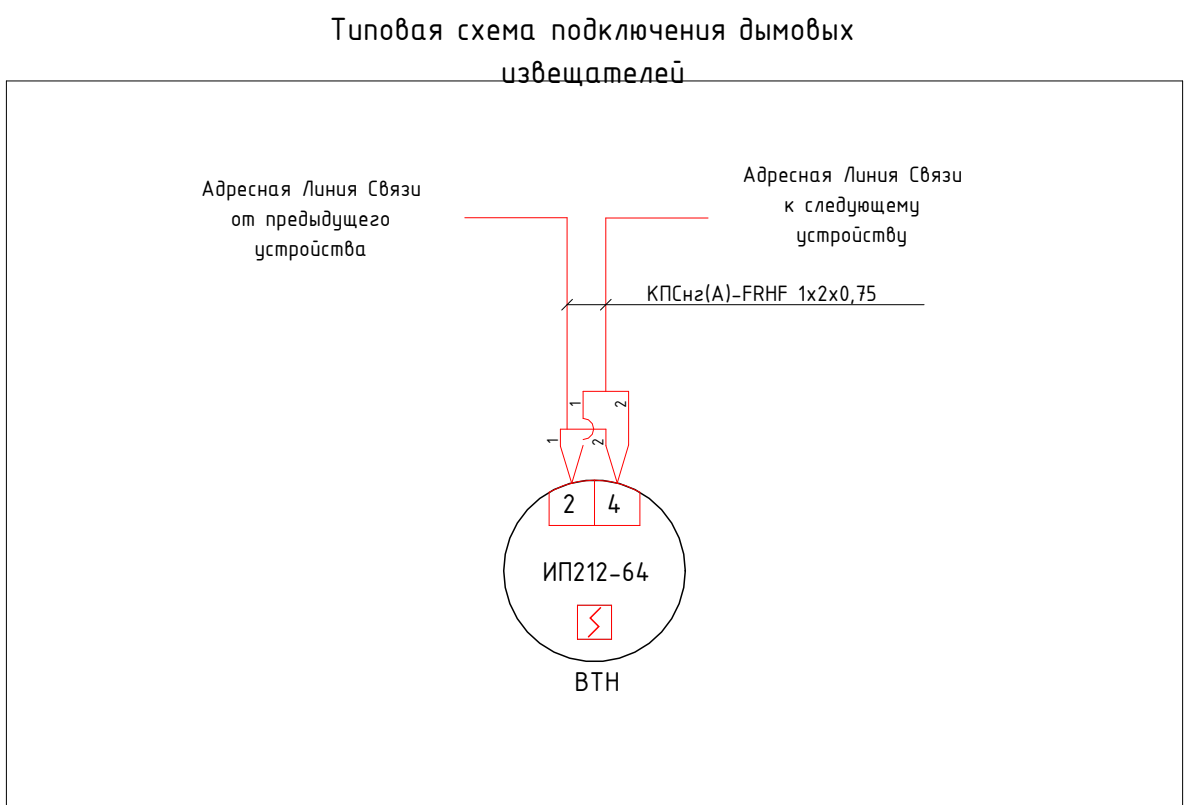 Типовая схема подключения дымовых
извещателей
Адресная Линия Связи
от предыдущего
устройства
Адресная Линия Связи
к следующему
устройству
КПСнг(А)-FRHF 1х2х0,75
1
2
1
2
2
4
ИП212-64
ВТН